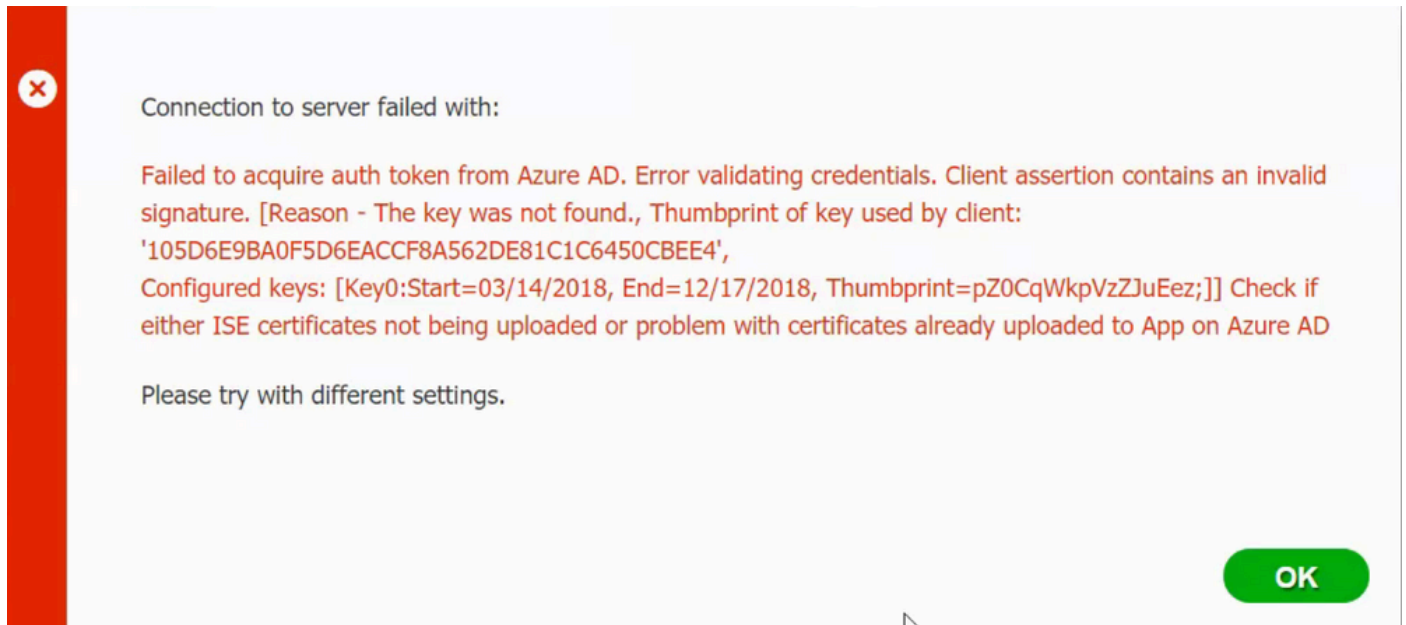 Connection to server failed with:
Failed to acquire auth token from Azure AD. Error validating credentials. Client assertion contains an invalid
signature. [Reason - The key was not found., Thumbprint of key used by client:
'105D6E9BA0F5D6EACCF8A562DE81C1C6450CBEE4',
Configured keys: [Key0:Start=03/14/2018, End=12/17/2018, Thumbprint=pZ0CqWkpVzZJuEez;]] Check if
either ISE certificates not being uploaded or problem with certificates already uploaded to App on Azure AD
Please try with different settings.
OK